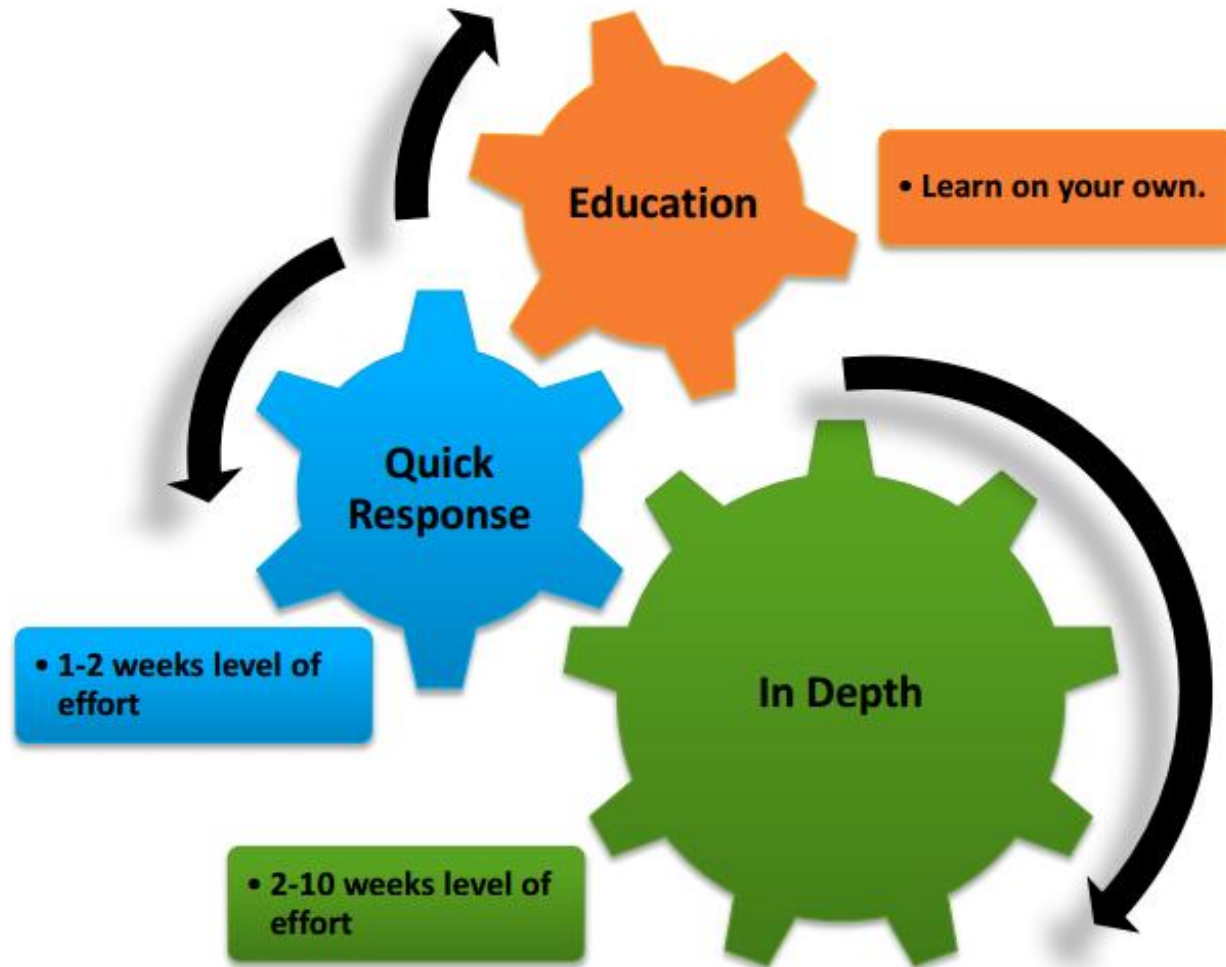 Education
• Learn on your own.
Quick
Response
• 1-2 weeks level of
effort
In Depth
• 2-10 weeks level of
effort